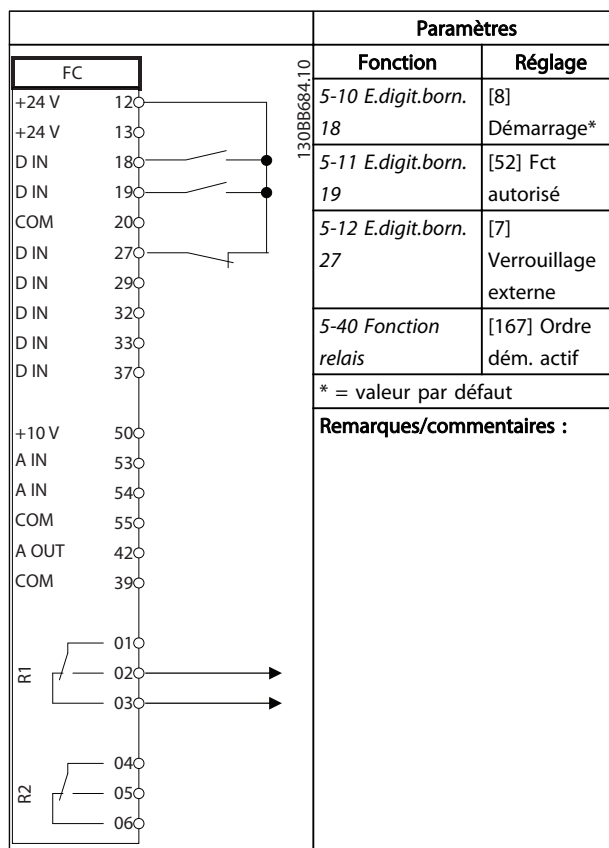 FC
+24 V 12
+24 V 13
D IN 18
D IN 19
COM 20
D IN 27
D IN 29
D IN 32
D IN 33
D IN 37
+10 V 50
A IN 53
A IN 54
COM 55
A OUT 42
COM 39
R1
01
02
03
R2
04
05
06
130BB684.10
Paramètres
Fonction Réglage
5-10 E.digit.born. [8]
18 Démarrage*
5-11 E.digit.born. [52] Fct
19 autorisé
5-12 E.digit.born. [7]
27 Verrouillage
externe
5-40 Fonction [167] Ordre
relais dém. actif
* = valeur par défaut
Remarques/commentaires :